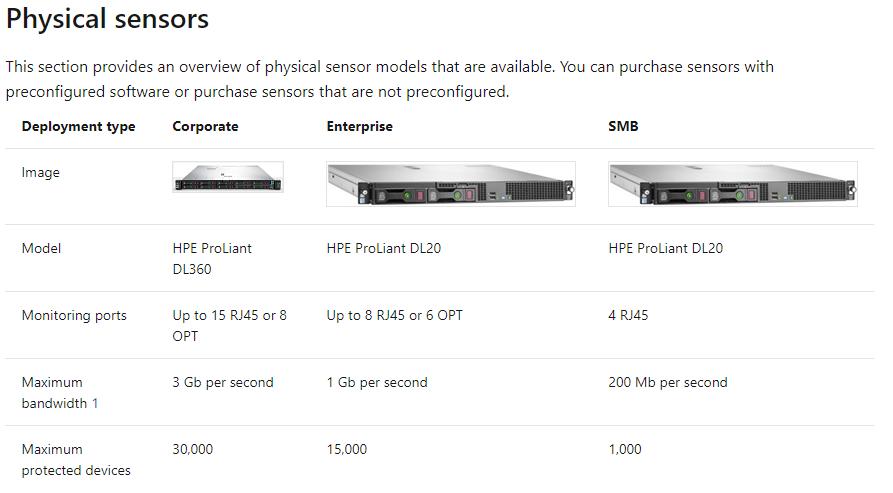 Physical sensors
This section provides an overview of physical sensor models that are available. You can purchase sensors with
preconfigured software or purchase sensors that are not preconfigured.
Deployment type Corporate Enterprise SMB
Image
Model HPE ProLiant DL360 HPE ProLiant DL20 HPE ProLiant DL20
Monitoring ports Up to 15 RJ45 or 8 OPT Up to 8 RJ45 or 6 OPT 4 RJ45
Maximum bandwidth 1 3 Gb per second 1 Gb per second 200 Mb per second
Maximum protected devices 30,000 15,000 1,000